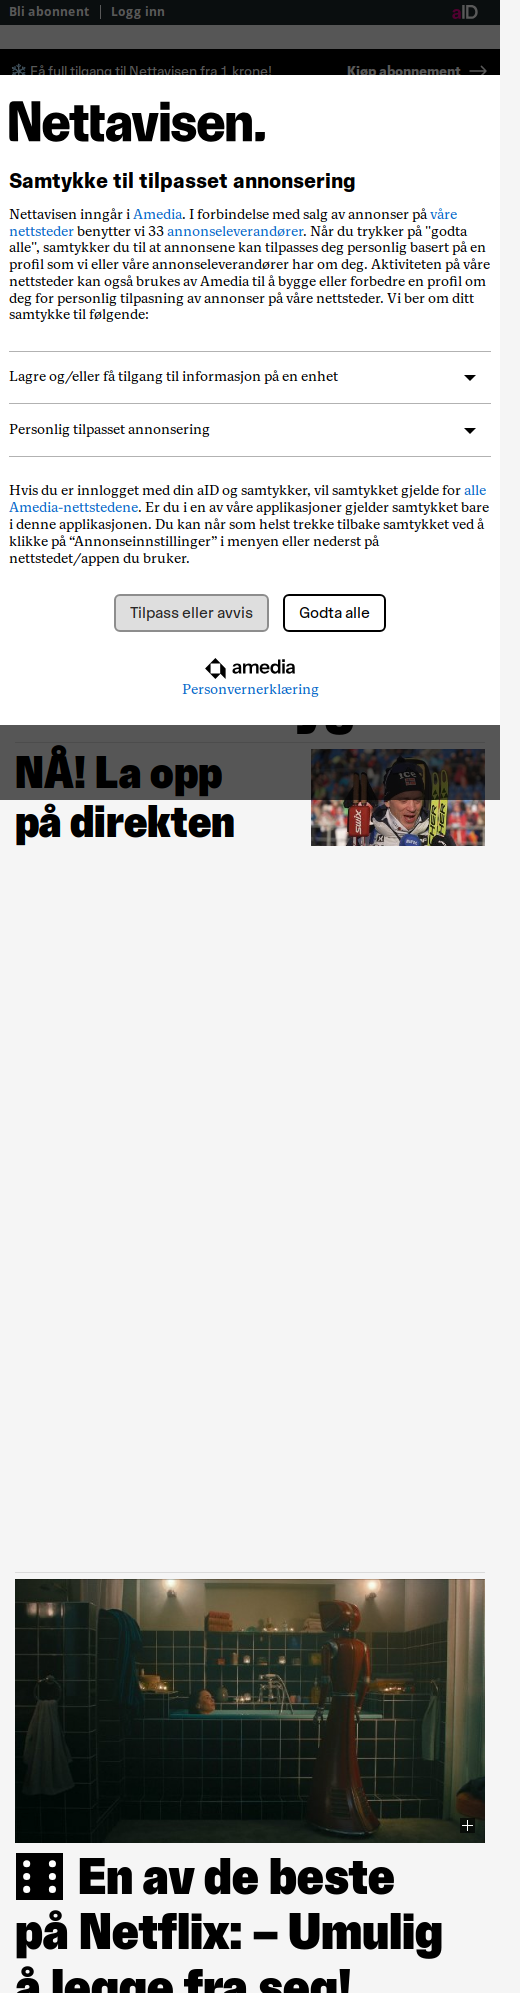 Bli abonnent
Logg inn
aID
Få full tilgang til Nettavisen fra 1 krone!
Kjøp abonnement
Nettavisen.
Samtykke til tilpasset annonsering
Nettavisen inngår i Amedia. I forbindelse med salg av annonser på våre
nettsteder benytter vi 33 annonseleverandører. Når du trykker på "godta
alle", samtykker du til at annonsene kan tilpasses deg personlig basert på en
profil som vi eller våre annonseleverandører har om deg. Aktiviteten på våre
nettsteder kan også brukes av Amedia til å bygge eller forbedre en profil om
deg for personlig tilpasning av annonser på våre nettsteder. Vi ber om ditt
samtykke til følgende:
Lagre og/eller få tilgang til informasjon på en enhet
Personlig tilpasset annonsering
Hvis du er innlogget med din aID og samtykker, vil samtykket gjelde for alle
Amedia-nettstedene. Er du i en av våre applikasjoner gjelder samtykket bare
i denne applikasjonen. Du kan når som helst trekke tilbake samtykket ved å
klikke på “Annonseinnstillinger” i menyen eller nederst på
nettstedet/appen du bruker.
Tilpass eller avvis
Godta alle
amedia
Personvernerklæring
NÅ! La opp
på direkten
ICE
swix
En av de beste
på Netflix: – Umulig
å legge fra seg!